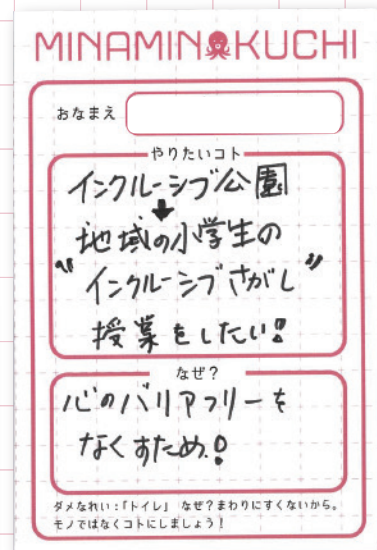 MINAMINOKUCHI
おなまえ
やりたいコト
インクルーシブ公園
↓
地域の小学生の
"インクルーシブさがし"
授業をしたい!!
なぜ?
心のバリアフリーを
なくすため!
ダメなれい:「トイレ」 なぜ?まわりにすくないから。
モノではなくコトにしましょう!